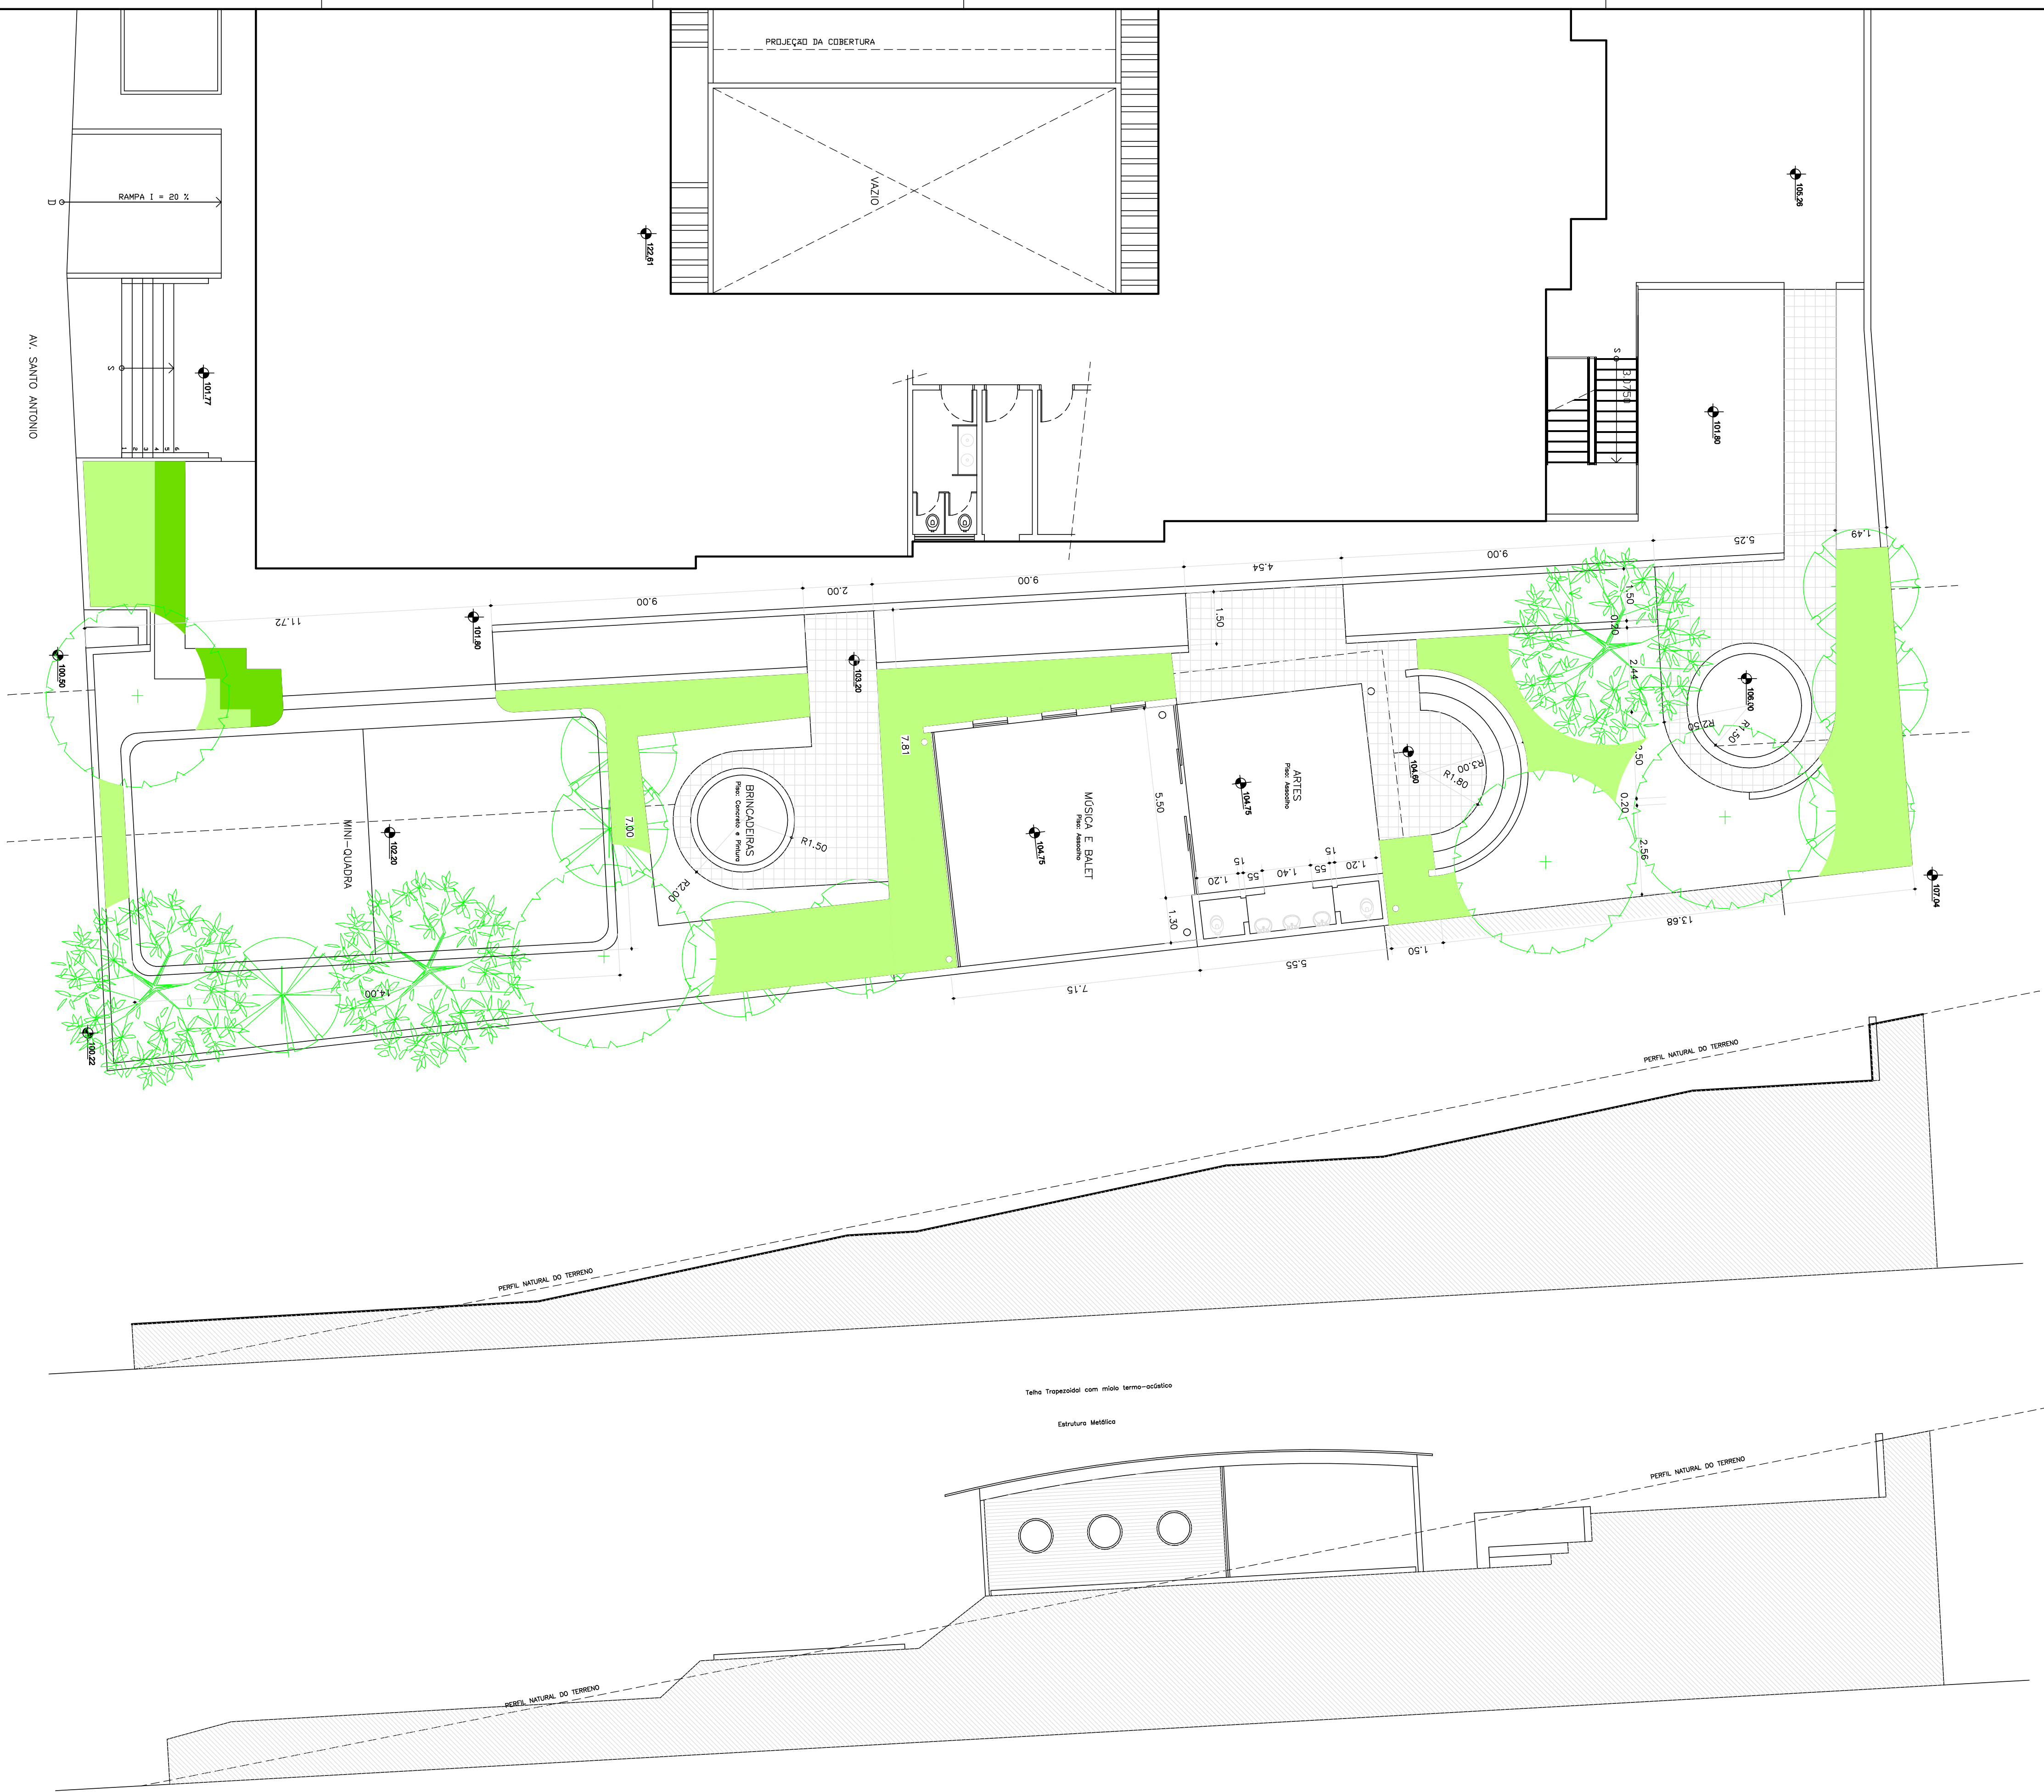 PROJEÇÃO DA COBERTURA
VAZIO
RAMPA I = 20 %
D
S
AV. SANTO ANTONIO
1
2
3
4
5
6
101.77
122.61
105.26
101.80
S
1.49
5.25
9.00
4.54
9.00
2.00
9.00
11.72
101.80
100.50
103.20
1.50
1.50
0.20
2.44
106.00
R2.50
R1.50
0.20
2.56
107.04
13.68
1.50
5.55
7.15
7.81
104.60
R3.00
R1.80
ARTES
Piso: Assoalho
104.75
5.50
MÚSICA E BALLET
Piso: Assoalho
104.75
1.20
15
55
1.40
55
15
1.20
1.30
BRINCADEIRAS
Piso: Concreto e Pintura
R1.50
R2.00
7.00
MINI-QUADRA
102.20
14.00
100.22
PERFIL NATURAL DO TERRENO
PERFIL NATURAL DO TERRENO
Telha Trapezoidal com miolo termo-acústico
Estrutura Metálica
PERFIL NATURAL DO TERRENO
PERFIL NATURAL DO TERRENO